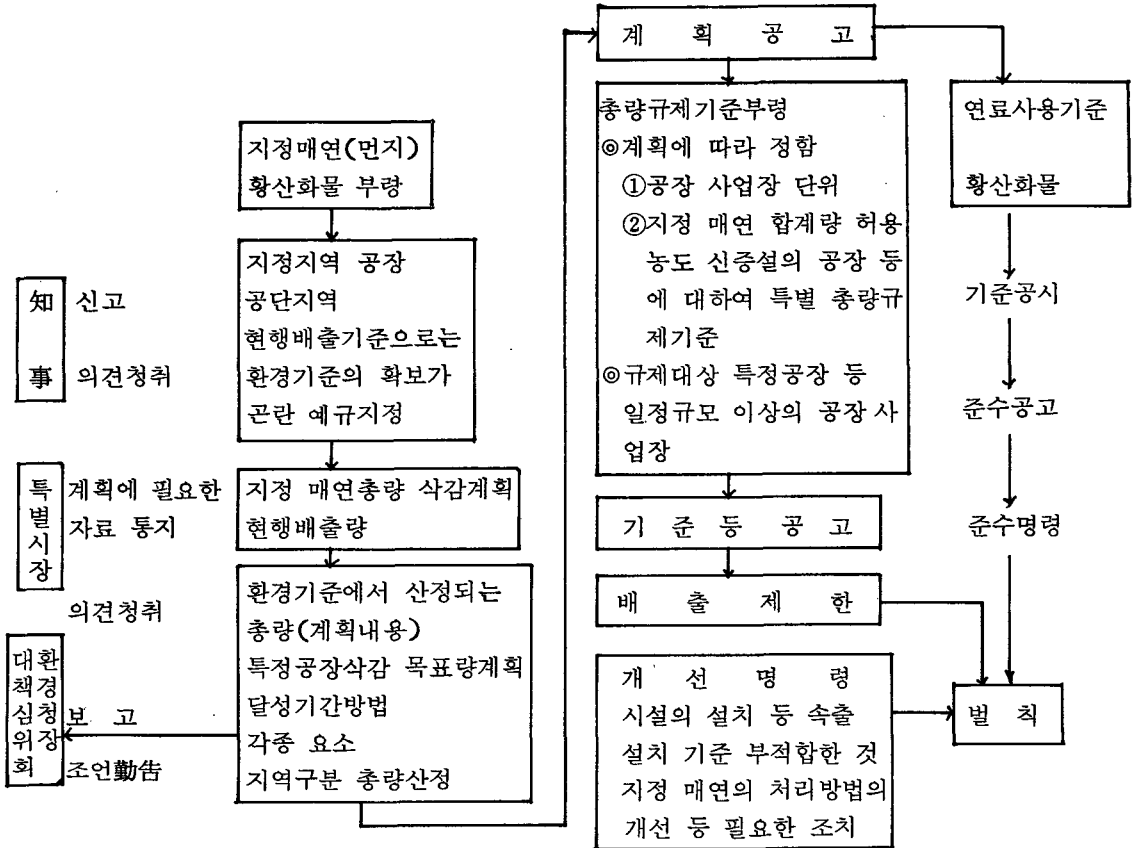 지정매연(먼지)
황산화물 부령
지정지역 공장
공단지역
현행배출기준으로는
환경기준의 확보가
곤란 예규지정
知事
신고
의견청취
특별시장
계획에 필요한
자료 통지
지정 매연총량 삭감계획
현행배출량
의견청취
환경기준에서 산정되는
총량(계획내용)
특정공장삭감 목표량계획
달성기간방법
각종 요소
지역구분 총량산정
대환
책경
심청
위장
회
보 고
조언勤告
계 획 공 고
총량규제기준부령
◎계획에 따라 정함
①공장 사업장 단위
②지정 매연 합계량 허용
농도 신증설의 공장 등
에 대하여 특별 총량규
제기준
◎규제대상 특정공장 등
일정규모 이상의 공장 사
업장
기 준 등 공 고
배 출 제 한
개 선 명 령
시설의 설치 등 속출
설치 기준 부적합한 것
지정 매연의 처리방법의
개선 등 필요한 조치
연료사용기준
황산화물
기준공시
준수공고
준수명령
벌 칙